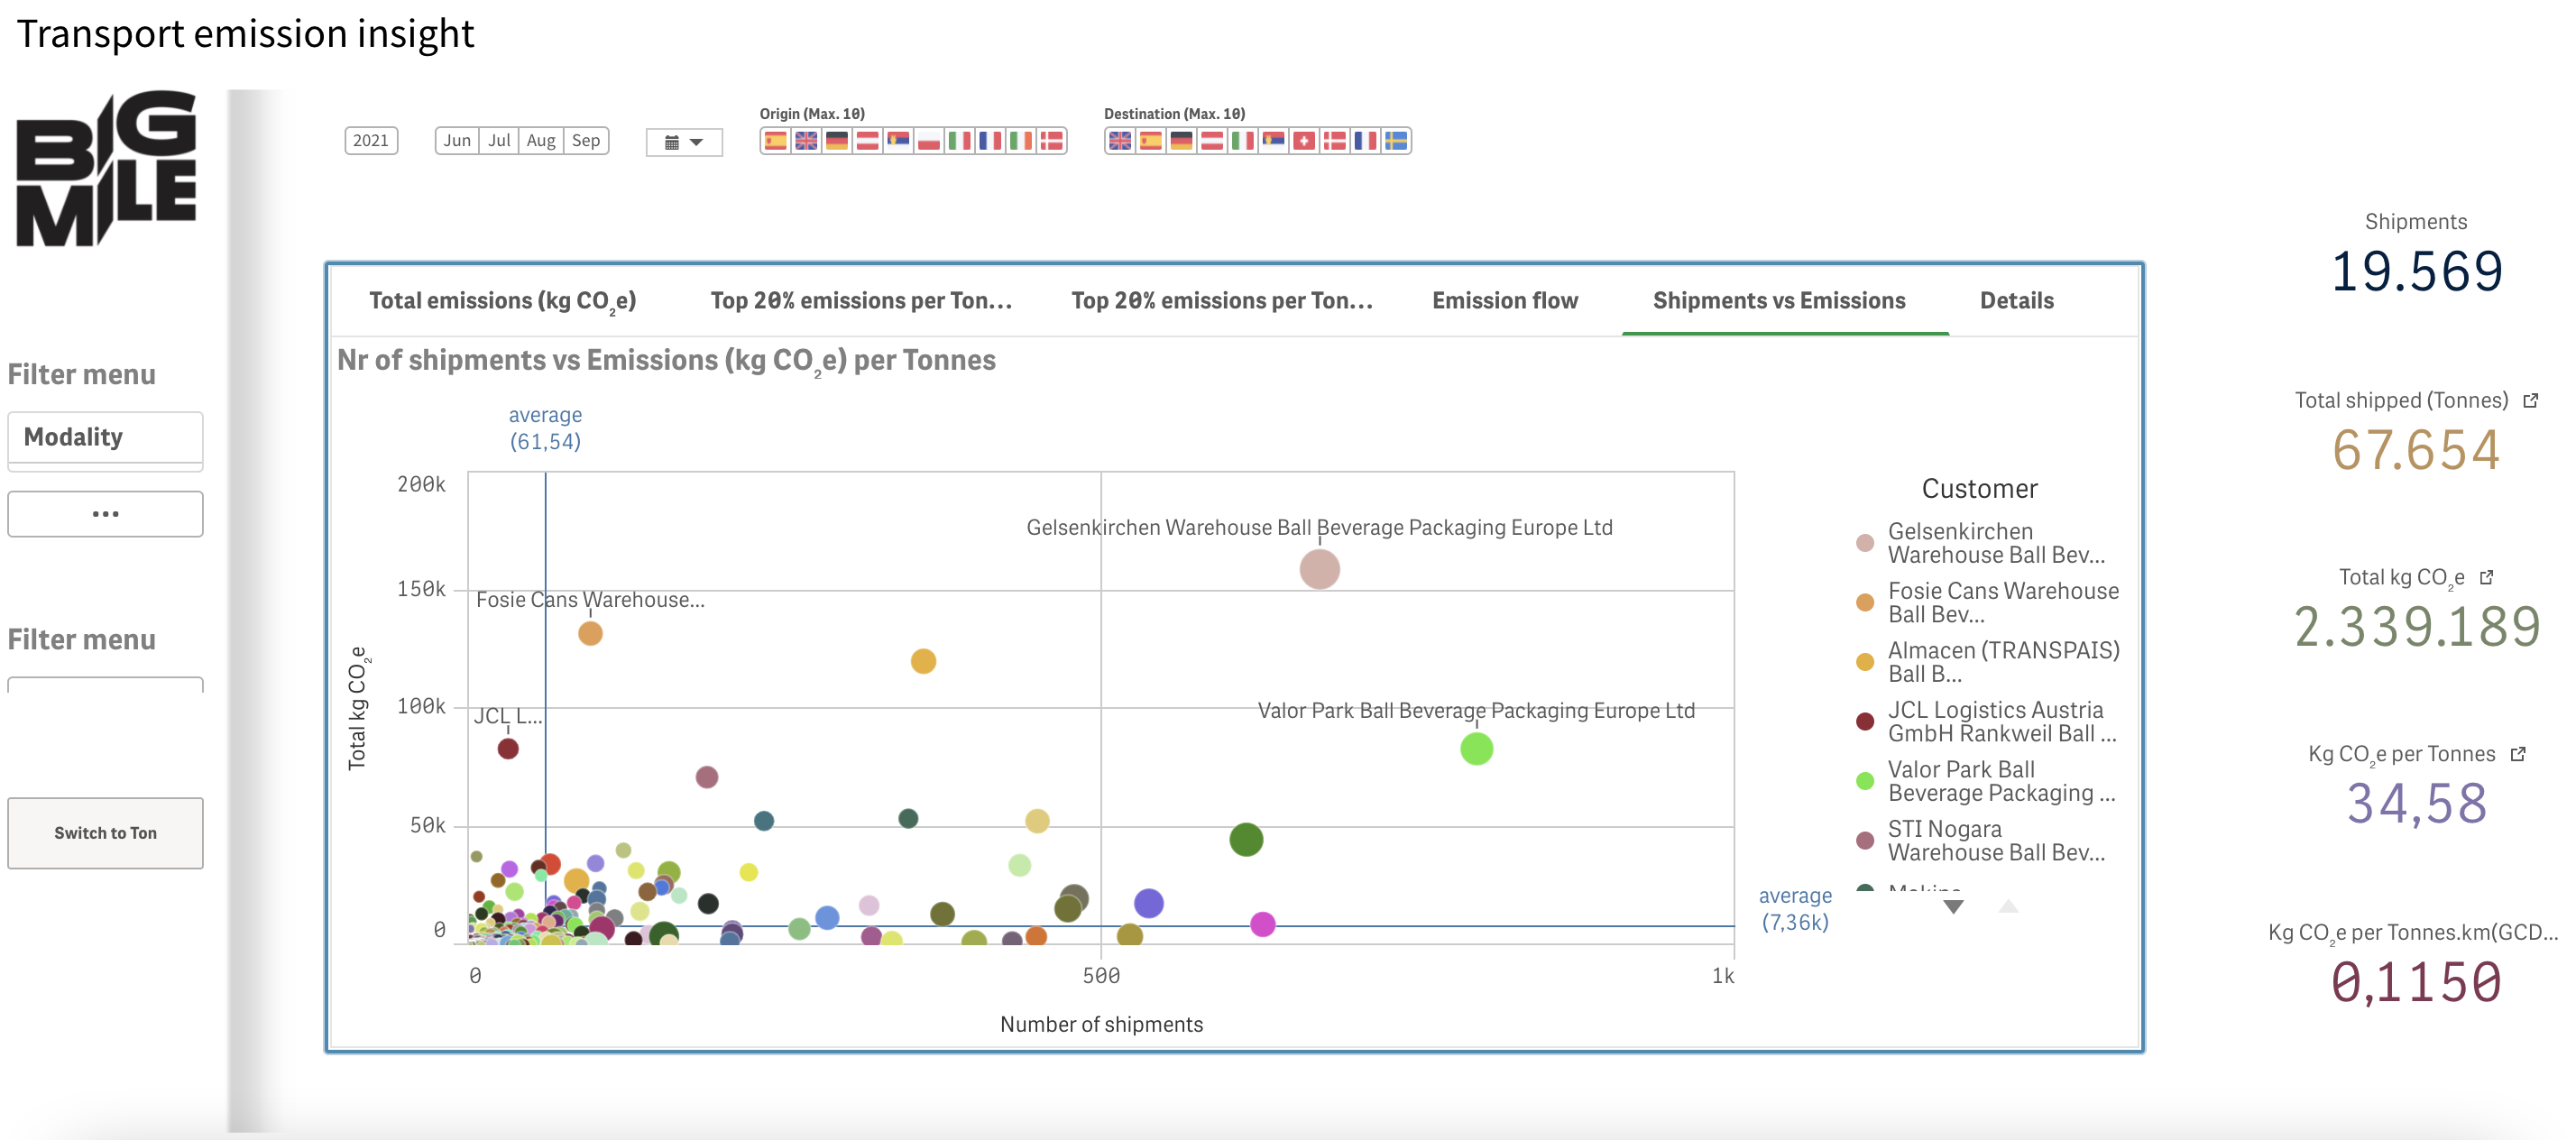 Transport emission insight
BIG
MILE
2021
Jun Jul Aug Sep
Origin (Max. 10)
Destination (Max. 10)
Filter menu
Modality
...
Filter menu
Switch to Ton
Total emissions (kg CO₂e)
Top 20% emissions per Ton...
Top 20% emissions per Ton...
Emission flow
Shipments vs Emissions
Details
Nr of shipments vs Emissions (kg CO₂e) per Tonnes
average
(61,54)
200k
150k
100k
50k
0
Total kg CO₂e
Gelsenkirchen Warehouse Ball Beverage Packaging Europe Ltd
Fosie Cans Warehouse...
Valor Park Ball Beverage Packaging Europe Ltd
JCL L...
average
(7,36k)
0
500
1k
Number of shipments
Customer
Gelsenkirchen
Warehouse Ball Bev...
Fosie Cans Warehouse
Ball Bev...
Almacen (TRANSPAIS)
Ball B...
JCL Logistics Austria
GmbH Rankweil Ball ...
Valor Park Ball
Beverage Packaging ...
STI Nogara
Warehouse Ball Bev...
Shipments
19.569
Total shipped (Tonnes)
67.654
Total kg CO₂e
2.339.189
Kg CO₂e per Tonnes
34,58
Kg CO₂e per Tonnes.km(GCD...
0,1150